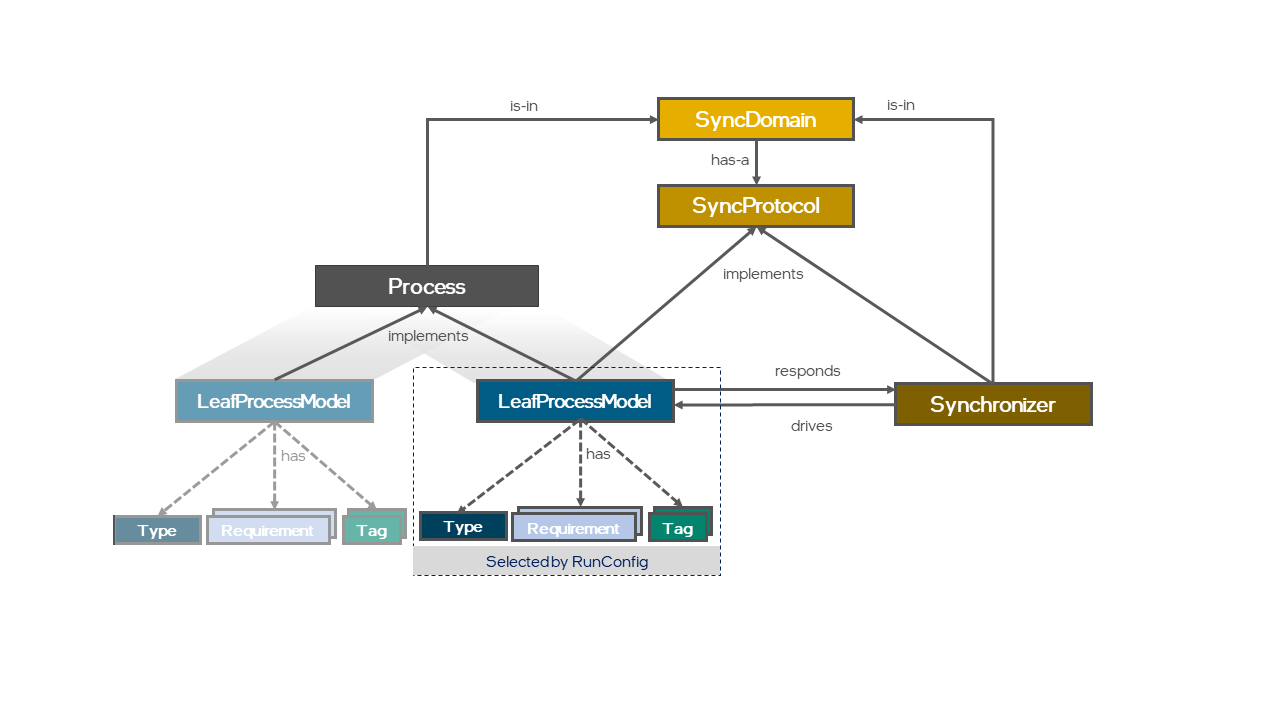 is-in
SyncDomain
is-in
has-a
SyncProtocol
implements
Process
implements
LeafProcessModel
LeafProcessModel
responds
Synchronizer
drives
has
has
Type
Requirement
Tag
Type
Requirement
Tag
Selected by RunConfig